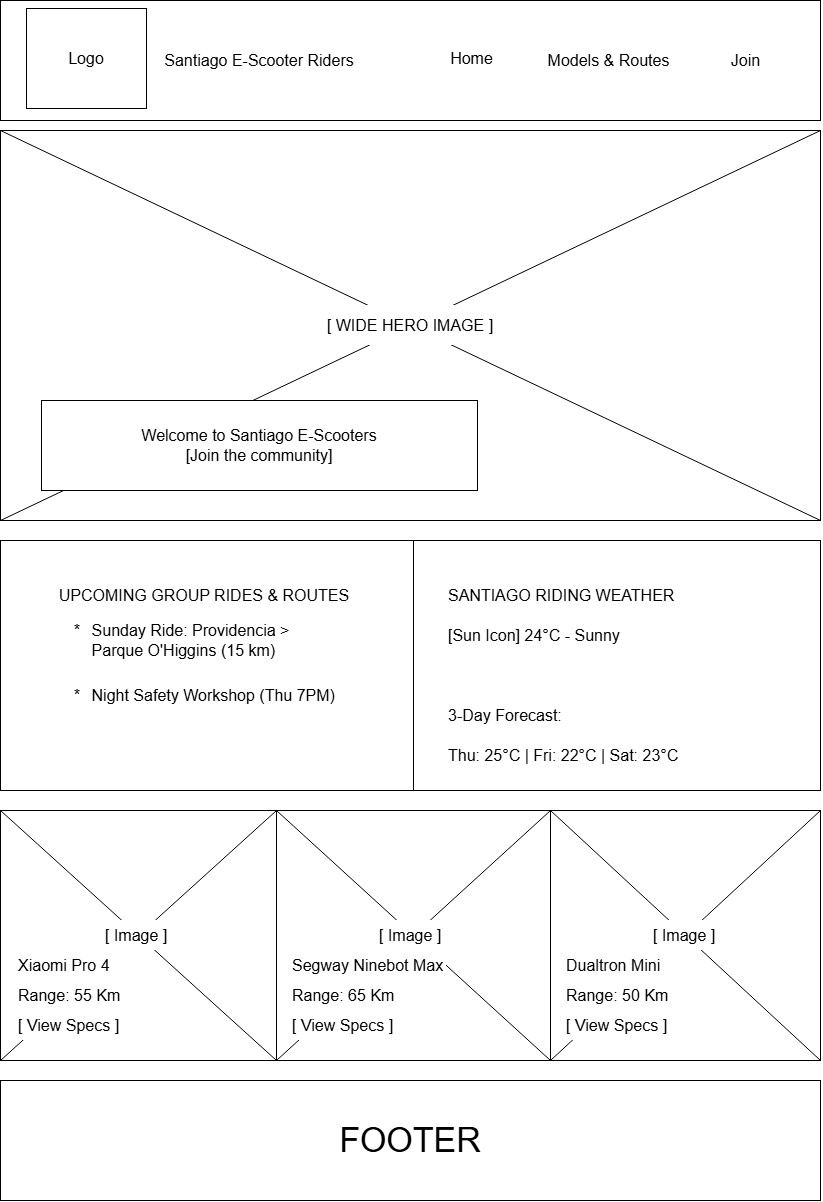 Logo
Santiago E-Scooter Riders
Home
Models & Routes
Join
[ WIDE HERO IMAGE ]
Welcome to Santiago E-Scooters
[Join the community]
UPCOMING GROUP RIDES & ROUTES
* Sunday Ride: Providencia >
Parque O'Higgins (15 km)
* Night Safety Workshop (Thu 7PM)
SANTIAGO RIDING WEATHER
[Sun Icon] 24°C - Sunny
3-Day Forecast:
Thu: 25°C | Fri: 22°C | Sat: 23°C
[ Image ]
Xiaomi Pro 4
Range: 55 Km
[ View Specs ]
[ Image ]
Segway Ninebot Max
Range: 65 Km
[ View Specs ]
[ Image ]
Dualtron Mini
Range: 50 Km
[ View Specs ]
FOOTER